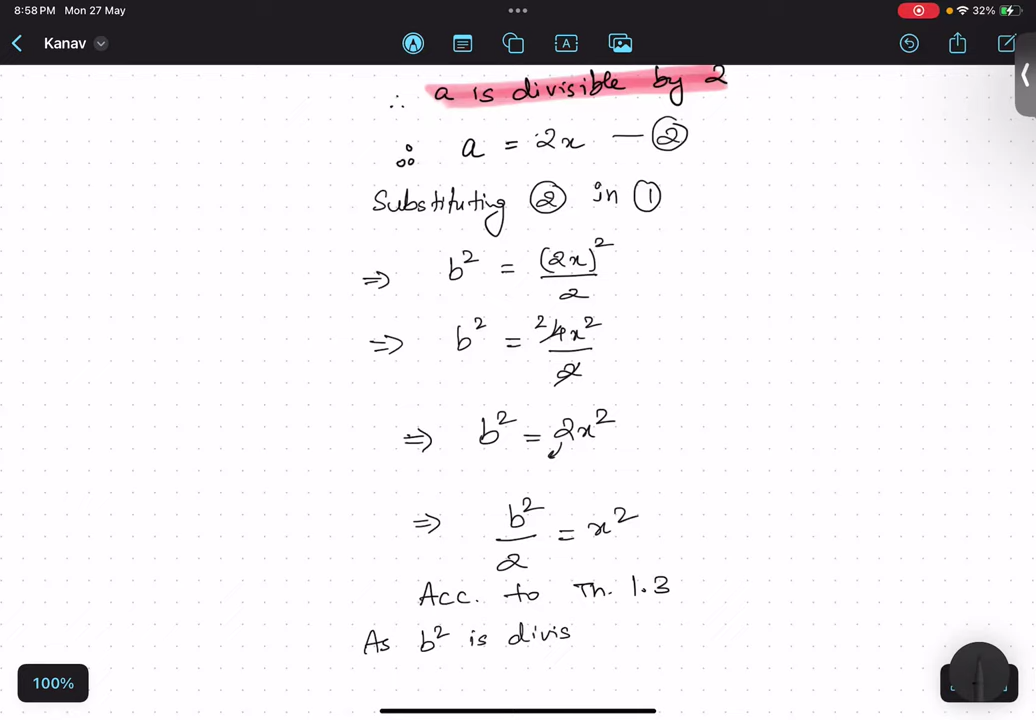 8:58 PM Mon 27 May
32%
Kanav
A
∴ a is divisible by 2
∴ a = 2x — ②
Substituting ② in ①
⇒ b² = (2x)²/2
⇒ b² = ²4x²/2
⇒ b² = 2x²
⇒ b²/2 = x²
Acc. to Th. 1.3
As b² is divis
100%